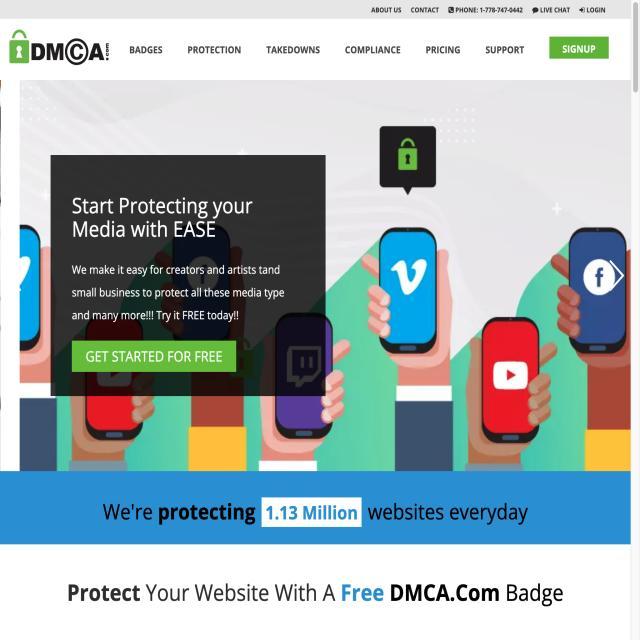 ABOUT US CONTACT PHONE: 1-778-747-0442 LIVE CHAT LOGIN
DMCA.com
BADGES PROTECTION TAKEDOWNS COMPLIANCE PRICING SUPPORT SIGNUP
Start Protecting your
Media with EASE
We make it easy for creators and artists tand
small business to protect all these media type
and many more!!! Try it FREE today!!
GET STARTED FOR FREE
We're protecting 1.13 Million websites everyday
Protect Your Website With A Free DMCA.Com Badge